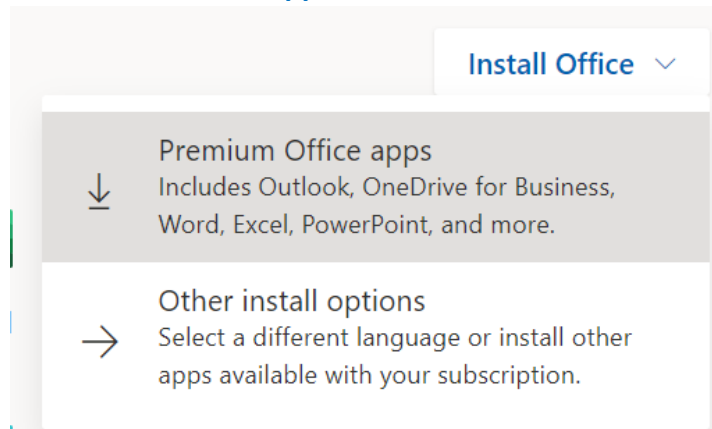 Install Office
Premium Office apps
Includes Outlook, OneDrive for Business,
Word, Excel, PowerPoint, and more.
Other install options
Select a different language or install other
apps available with your subscription.